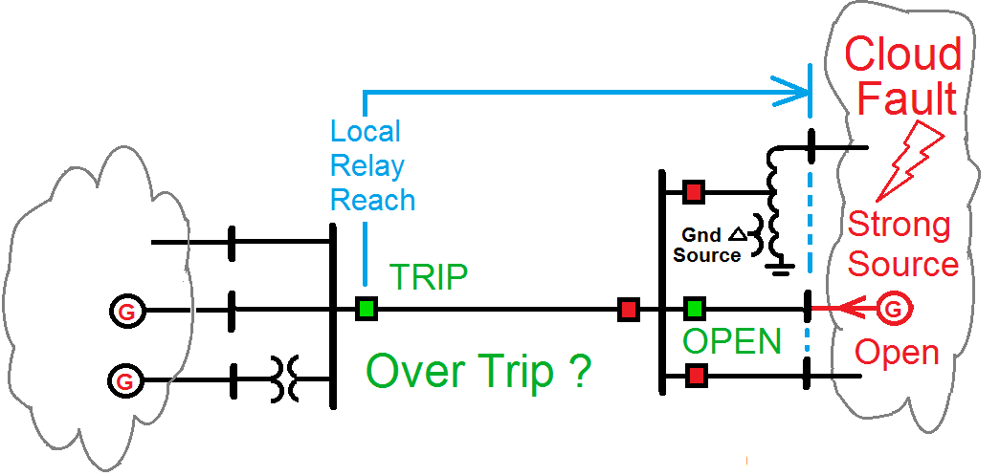 Cloud
Fault
Local
Relay
Reach
Gnd
Source
Strong
Source
TRIP
G
G
G
OPEN
Open
Over Trip ?